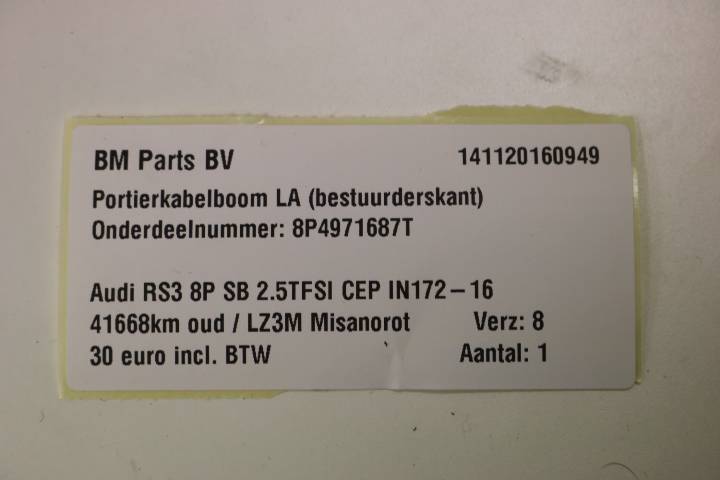 BM Parts BV 141120160949
Portierkabelboom LA (bestuurderskant)
Onderdeelnummer: 8P4971687T
Audi RS3 8P SB 2.5TFSI CEP IN172-16
41668km oud / LZ3M Misanorot Verz: 8
30 euro incl. BTW Aantal: 1